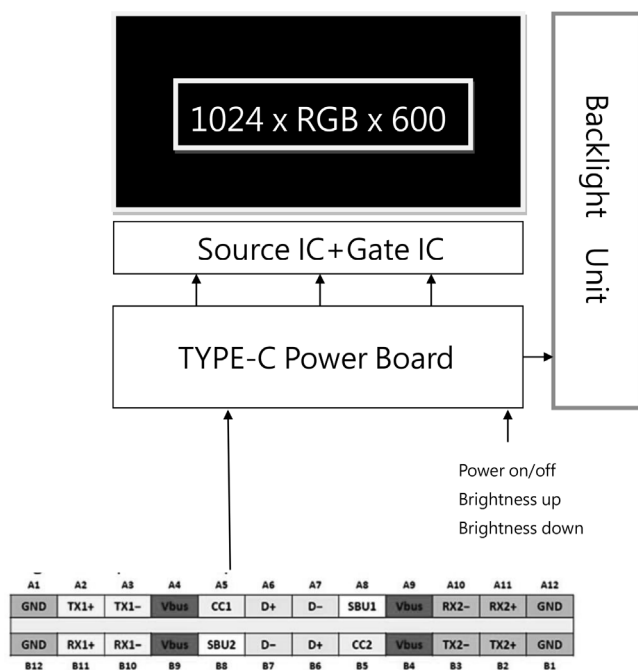 1024 x RGB x 600
Backlight Unit
Source IC+Gate IC
TYPE-C Power Board
Power on/off
Brightness up
Brightness down
A1 A2 A3 A4 A5 A6 A7 A8 A9 A10 A11 A12
GND TX1+ TX1− Vbus CC1 D+ D− SBU1 Vbus RX2− RX2+ GND
GND RX1+ RX1− Vbus SBU2 D− D+ CC2 Vbus TX2− TX2+ GND
B12 B11 B10 B9 B8 B7 B6 B5 B4 B3 B2 B1